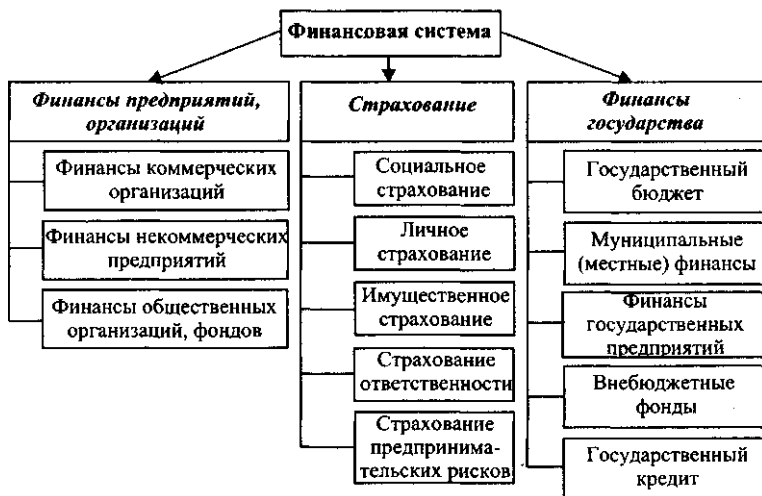 Финансовая система
Финансы предприятий,
организаций
Финансы коммерческих
организаций
Финансы некоммерческих
предприятий
Финансы общественных
организаций, фондов
Страхование
Социальное
страхование
Личное
страхование
Имущественное
страхование
Страхование
ответственности
Страхование
предпринима-
тельских рисков
Финансы
государства
Государственный
бюджет
Муниципальные
(местные) финансы
Финансы
государственных
предприятий
Внебюджетные
фонды
Государственный
кредит